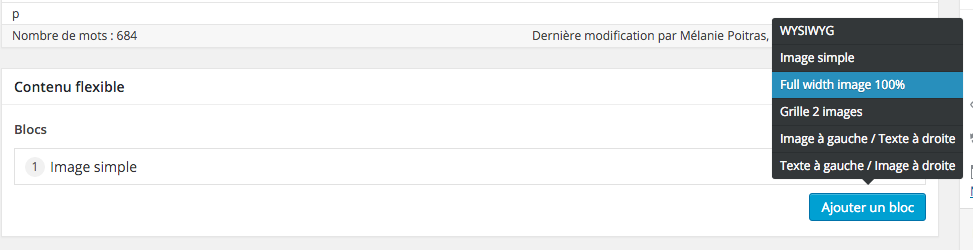 p
Nombre de mots : 684
Dernière modification par Mélanie Poitras,
Contenu flexible
Blocs
1 Image simple
WYSIWYG
Image simple
Full width image 100%
Grille 2 images
Image à gauche / Texte à droite
Texte à gauche / Image à droite
Ajouter un bloc